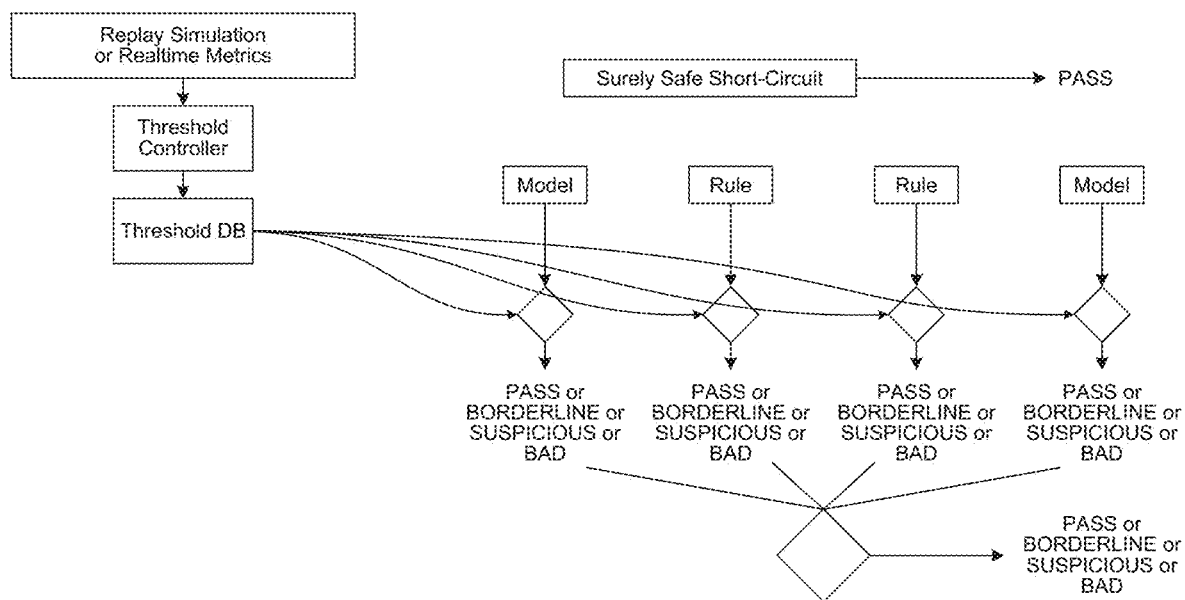 Replay Simulation
or Realtime Metrics
Surely Safe Short-Circuit
PASS
Threshold
Controller
Threshold DB
Model
Rule
Rule
Model
PASS or
BORDERLINE or
SUSPICIOUS or
BAD
PASS or
BORDERLINE or
SUSPICIOUS or
BAD
PASS or
BORDERLINE or
SUSPICIOUS or
BAD
PASS or
BORDERLINE or
SUSPICIOUS or
BAD
PASS or
BORDERLINE or
SUSPICIOUS or
BAD